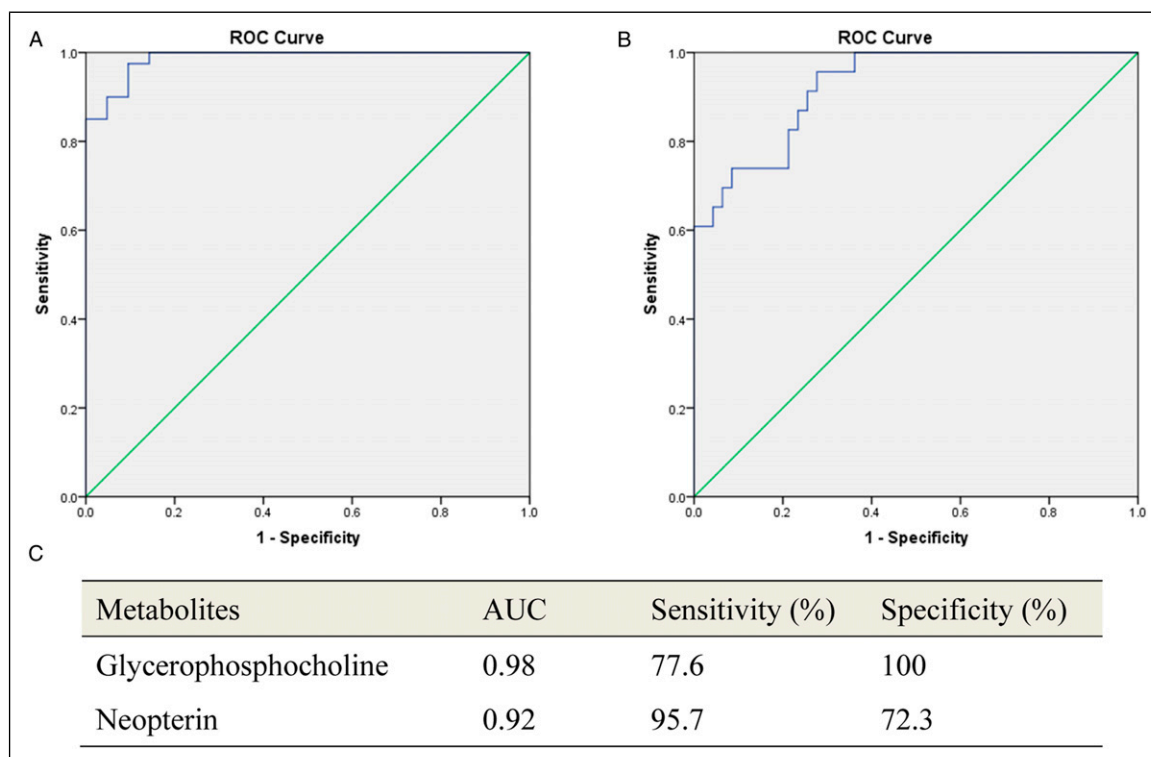 A
ROC Curve
1.0
0.8
0.6
0.4
0.2
0.0
Sensitivity
0.0 0.2 0.4 0.6 0.8 1.0
1 - Specificity
B
ROC Curve
1.0
0.8
0.6
0.4
0.2
0.0
Sensitivity
0.0 0.2 0.4 0.6 0.8 1.0
1 - Specificity
C
Metabolites AUC Sensitivity (%) Specificity (%)
Glycerophosphocholine 0.98 77.6 100
Neopterin 0.92 95.7 72.3